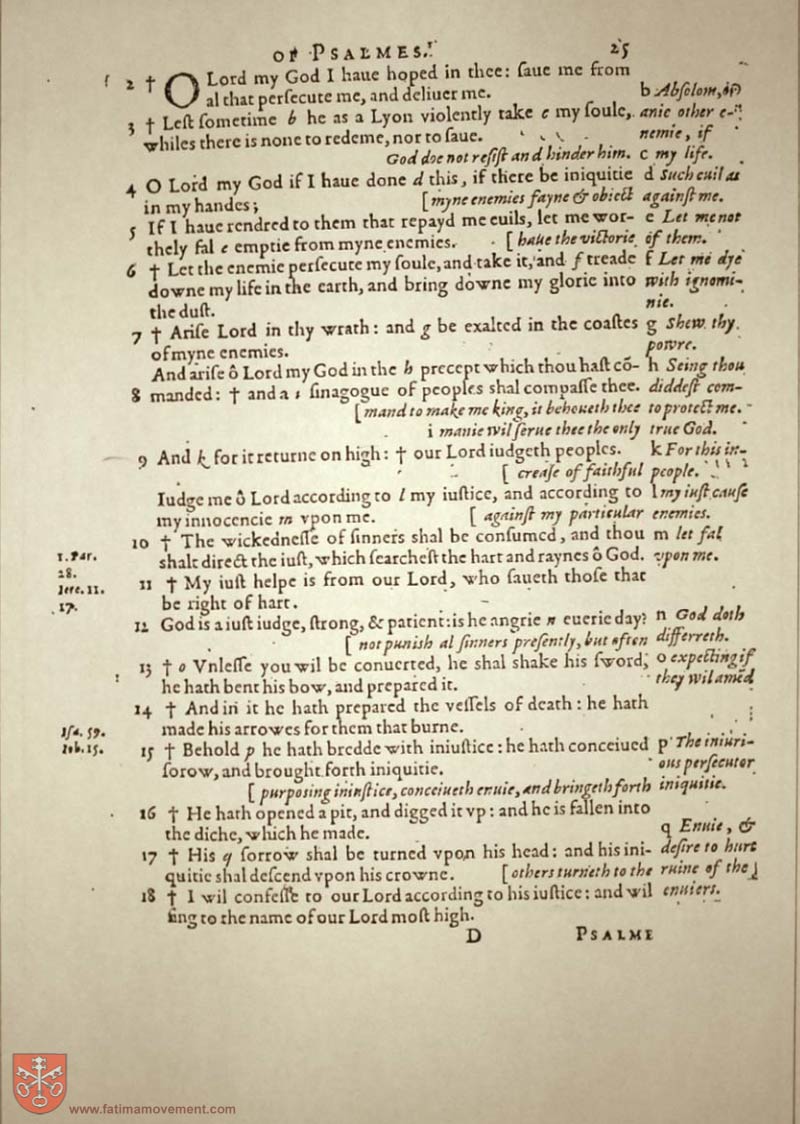 OF PSALMES. 25
2 † O Lord my God I haue hoped in thee: ſaue me from
al that perſecute me, and deliuer me. b Abſolom, or
3 † Leſt ſometime b he as a Lyon violently take c my ſoule, anie other e-
whiles there is none to redeme, nor to ſaue. nemie, if
God doe not reſiſt and hinder him. c my life.
4 O Lord my God if I haue done d this, if there be iniquitie d Such euil as
in my handes; [myne enemies fayne & obiect againſt me.
5 If I haue rendred to them that repayd me euils, let me wor- e Let me not
thely fal e emptie from myne enemies. [haue the victorie of them.
6 † Let the enemie perſecute my ſoule, and take it, and f treade f Let me dye
downe my life in the earth, and bring downe my glorie into with ignomi-
the duſt. nie.
7 † Ariſe Lord in thy wrath: and g be exalted in the coaſtes g Shew thy
of myne enemies. powre.
And ariſe ô Lord my God in the h precept which thou haſt cō- h Seing thou
8 manded: † and a i ſinagogue of peoples shal compaſſe thee. diddeſt com-
[mand to make me king, it behoueth thee to protect me.
i manie wil ſerue thee the only true God.
9 And k for it returne on high: † our Lord iudgeth peoples. k For this in-
[creaſe of faithful people.
Iudge me ô Lord according to l my iuſtice, and according to l my iuſt cauſe
my innocencie m vpon me. [againſt my particular enemies.
10 † The wickedneſſe of ſinners shal be conſumed, and thou m let fal
1. Par. shalt direct the iuſt, which ſearcheſt the hart and raynes ô God. vpon me.
28.
Iere. 11. 11 † My iuſt helpe is from our Lord, who ſaueth thoſe that
17. be right of hart.
12 God is a iuſt iudge, ſtrong, & patient: is he angrie n euerie day? n God doth
[not punish al ſinners preſently, but often differreth.
13 † o Vnleſſe you wil be conuerted, he shal shake his ſword; o expecting if
he hath bent his bow, and prepared it. they wil amēd
14 † And in it he hath prepared the veſſels of death: he hath
Iſa. 59. made his arrowes for them that burne.
Iob. 15. 15 † Behold p he hath bredde with iniuſtice: he hath conceiued p The iniuri-
ſorow, and brought forth iniquitie. ous perſecutor
[purpoſing iniuſtice, conceiueth enuie, and bringeth forth iniquitie.
16 † He hath opened a pit, and digged it vp: and he is fallen into
the diche, which he made. q Enuie, &
17 † His q ſorrow shal be turned vpon his head: and his ini- deſire to hurt
quitie shal deſcend vpon his crowne. [others turneth to the ruine of the
18 † I wil confeſſe to our Lord according to his iuſtice: and wil enuiers.
ſing to the name of our Lord moſt high.
D PSALME
www.fatimamovement.com